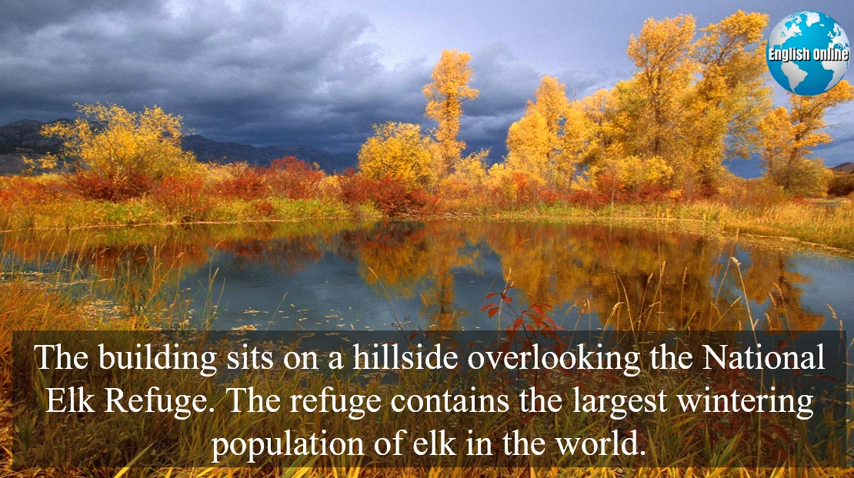 English online
The building sits on a hillside overlooking the National
Elk Refuge. The refuge contains the largest wintering
population of elk in the world.